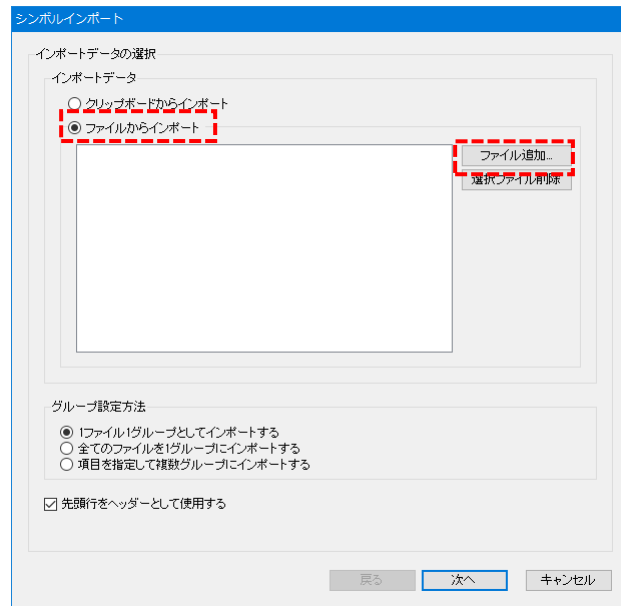 シンボルインポート
インポートデータの選択
インポートデータ
クリップボードからインポート
ファイルからインポート
ファイル追加...
選択ファイル削除
グループ設定方法
1ファイル1グループとしてインポートする
全てのファイルを1グループにインポートする
項目を指定して複数グループにインポートする
先頭行をヘッダーとして使用する
戻る
次へ
キャンセル